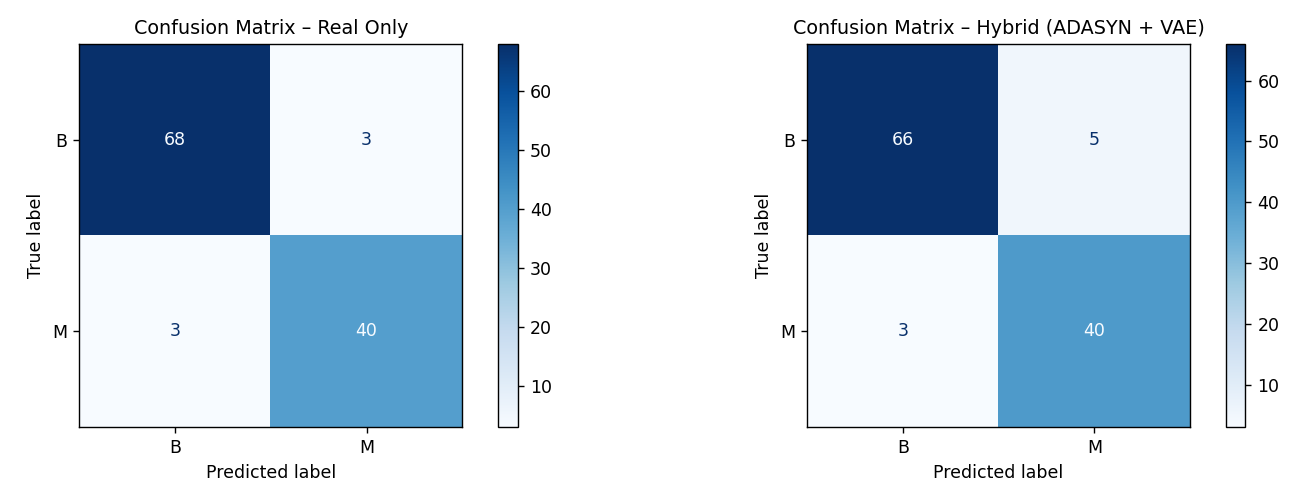 Confusion Matrix – Real Only
68 3
3 40
B
M
True label
B M
Predicted label
60
50
40
30
20
10
Confusion Matrix – Hybrid (ADASYN + VAE)
66 5
3 40
B
M
True label
B M
Predicted label
60
50
40
30
20
10